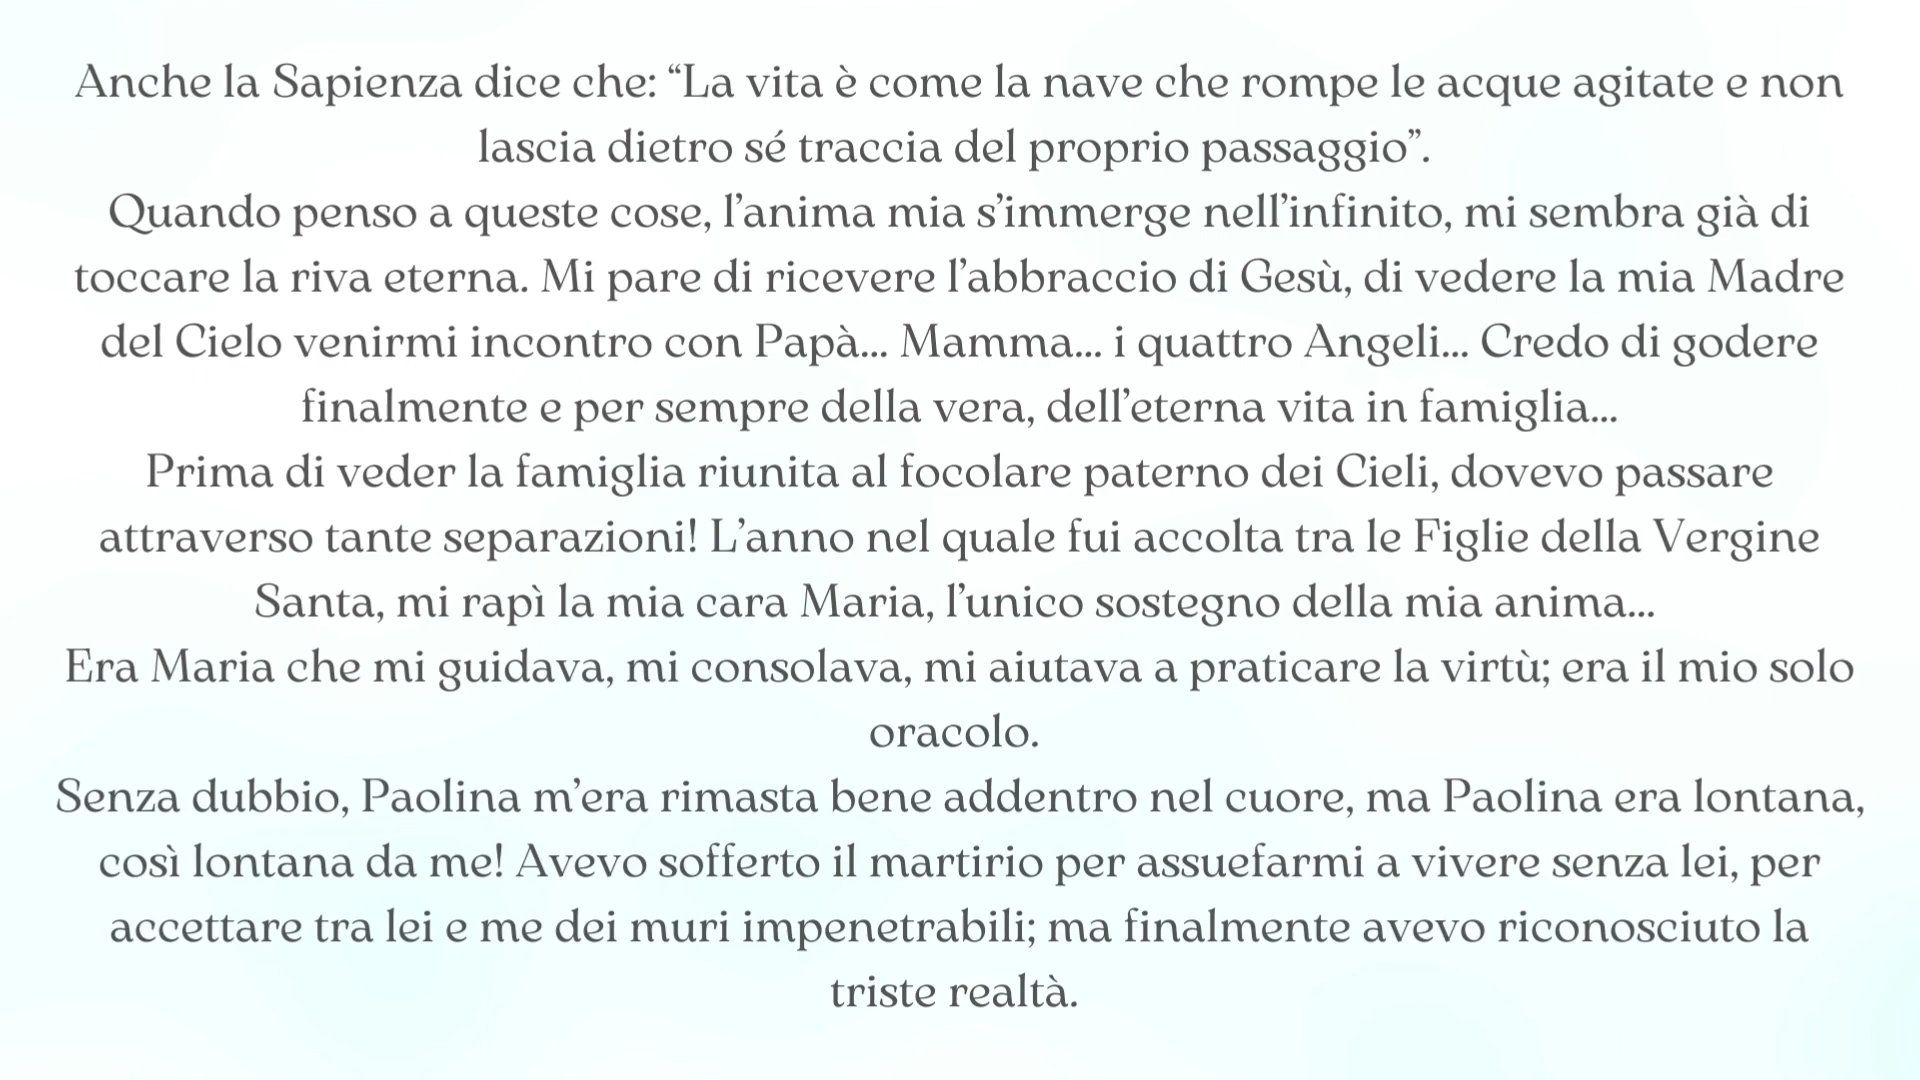 Anche la Sapienza dice che: “La vita è come la nave che rompe le acque agitate e non
lascia dietro sé traccia del proprio passaggio”.
Quando penso a queste cose, l’anima mia s’immerge nell’infinito, mi sembra già di
toccare la riva eterna. Mi pare di ricevere l’abbraccio di Gesù, di vedere la mia Madre
del Cielo venirmi incontro con Papà... Mamma... i quattro Angeli... Credo di godere
finalmente e per sempre della vera, dell’eterna vita in famiglia...
Prima di veder la famiglia riunita al focolare paterno dei Cieli, dovevo passare
attraverso tante separazioni! L’anno nel quale fui accolta tra le Figlie della Vergine
Santa, mi rapì la mia cara Maria, l’unico sostegno della mia anima...
Era Maria che mi guidava, mi consolava, mi aiutava a praticare la virtù; era il mio solo
oracolo.
Senza dubbio, Paolina m’era rimasta bene addentro nel cuore, ma Paolina era lontana,
così lontana da me! Avevo sofferto il martirio per assuefarmi a vivere senza lei, per
accettare tra lei e me dei muri impenetrabili; ma finalmente avevo riconosciuto la
triste realtà.